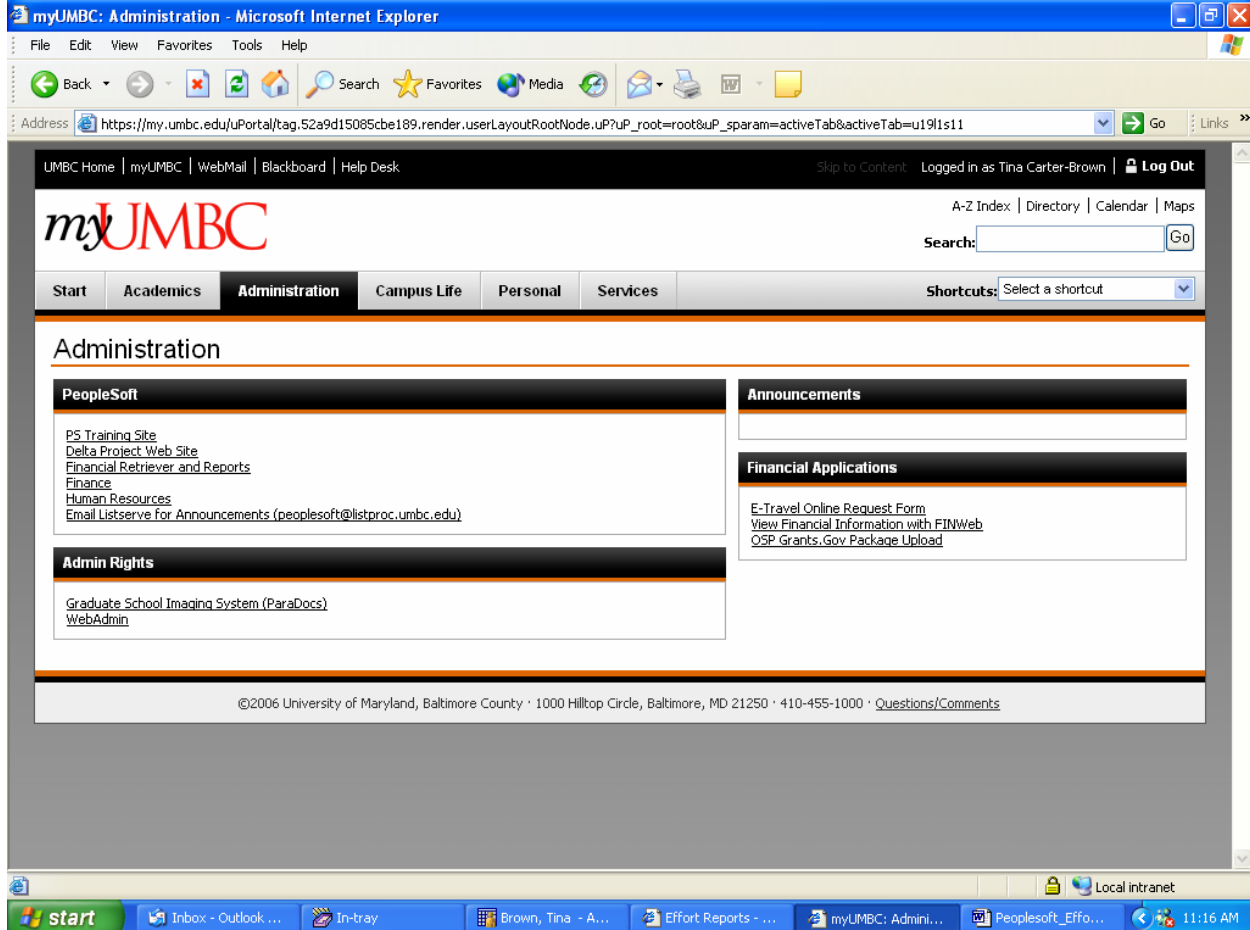 myUMBC: Administration - Microsoft Internet Explorer
File Edit View Favorites Tools Help
Back Search Favorites Media
Address https://my.umbc.edu/uPortal/tag.52a9d15085cbe189.render.userLayoutRootNode.uP?uP_root=root&uP_sparam=activeTab&activeTab=u19l1s11 Go Links »
UMBC Home | myUMBC | WebMail | Blackboard | Help Desk Skip to Content Logged in as Tina Carter-Brown | Log Out
myUMBC
A-Z Index | Directory | Calendar | Maps
Search: Go
Start Academics Administration Campus Life Personal Services Shortcuts: Select a shortcut
Administration
PeopleSoft
PS Training Site
Delta Project Web Site
Financial Retriever and Reports
Finance
Human Resources
Email Listserve for Announcements (peoplesoft@listproc.umbc.edu)
Admin Rights
Graduate School Imaging System (ParaDocs)
WebAdmin
Announcements
Financial Applications
E-Travel Online Request Form
View Financial Information with FINWeb
OSP Grants.Gov Package Upload
©2006 University of Maryland, Baltimore County · 1000 Hilltop Circle, Baltimore, MD 21250 · 410-455-1000 · Questions/Comments
Local intranet
start Inbox - Outlook ... In-tray Brown, Tina - A... Effort Reports - ... myUMBC: Admini... Peoplesoft_Effo... 11:16 AM